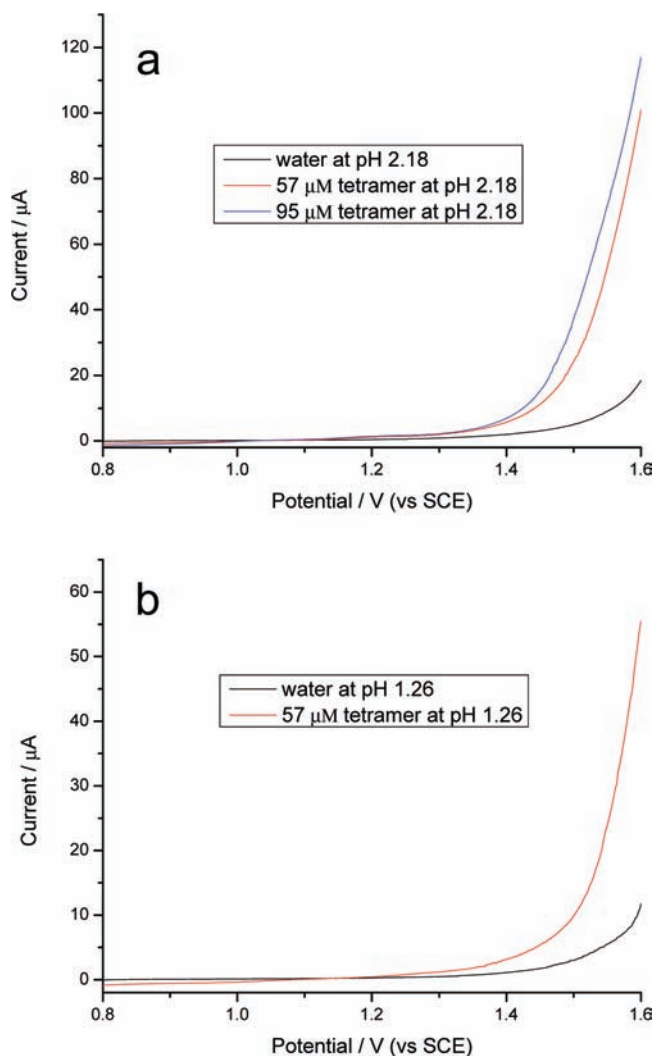 a
120
100
80
60
40
20
0
Current / µA
water at pH 2.18
57 µM tetramer at pH 2.18
95 µM tetramer at pH 2.18
0.8 1.0 1.2 1.4 1.6
Potential / V (vs SCE)
b
60
50
40
30
20
10
0
Current / µA
water at pH 1.26
57 µM tetramer at pH 1.26
0.8 1.0 1.2 1.4 1.6
Potential / V (vs SCE)